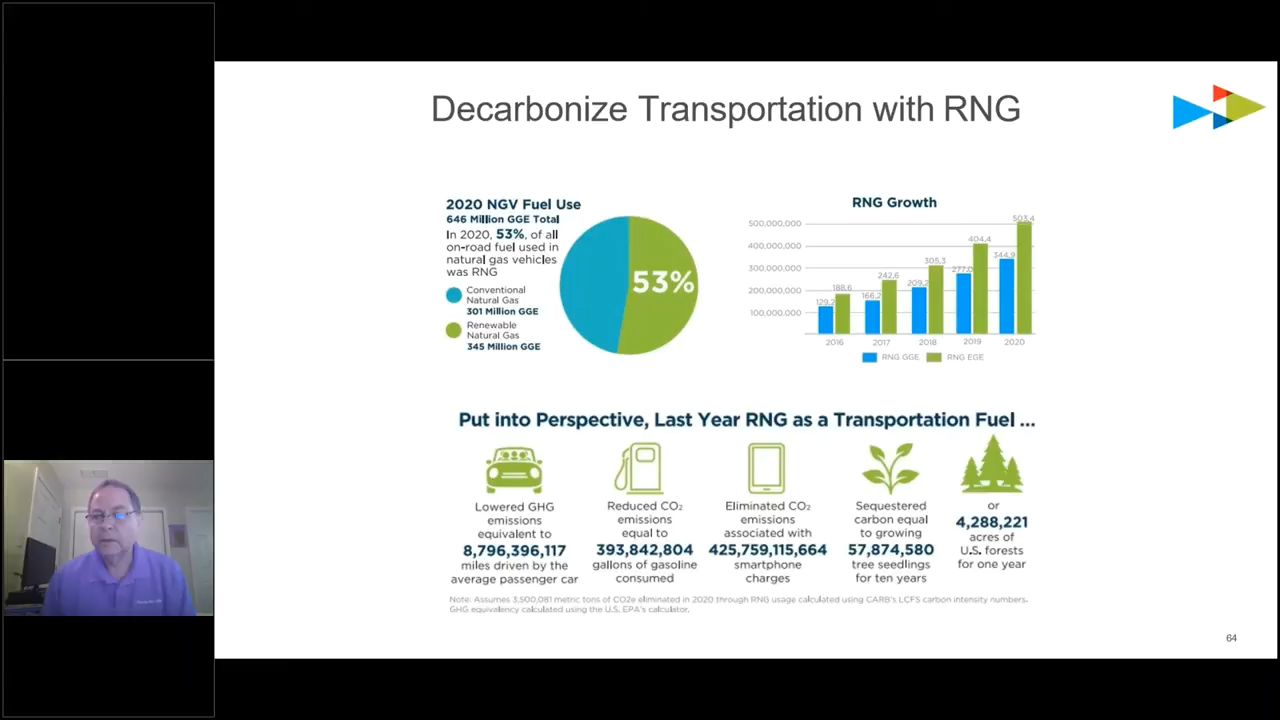 Decarbonize Transportation with RNG
2020 NGV Fuel Use
646 Million GGE Total
In 2020, 53%, of all
on-road fuel used in
natural gas vehicles
was RNG
Conventional
Natural Gas
301 Million GGE
Renewable
Natural Gas
345 Million GGE
53%
RNG Growth
500,000,000
400,000,000
300,000,000
200,000,000
100,000,000
129,2
188,6
166,2
242,6
209,2
305,3
277,0
404,4
344,9
503,4
2016
2017
2018
2019
2020
RNG GGE
RNG EGE
Put into Perspective, Last Year RNG as a Transportation Fuel ...
Lowered GHG
emissions
equivalent to
8,796,396,117
miles driven by the
average passenger car
Reduced CO₂
emissions
equal to
393,842,804
gallons of gasoline
consumed
Eliminated CO₂
emissions
associated with
425,759,115,664
smartphone
charges
Sequestered
carbon equal
to growing
57,874,580
tree seedlings
for ten years
or
4,288,221
acres of
U.S. forests
for one year
Note: Assumes 3,500,081 metric tons of CO2e eliminated in 2020 through RNG usage calculated using CARB's LCFS carbon intensity numbers.
GHG equivalency calculated using the U.S. EPA's calculator.
64